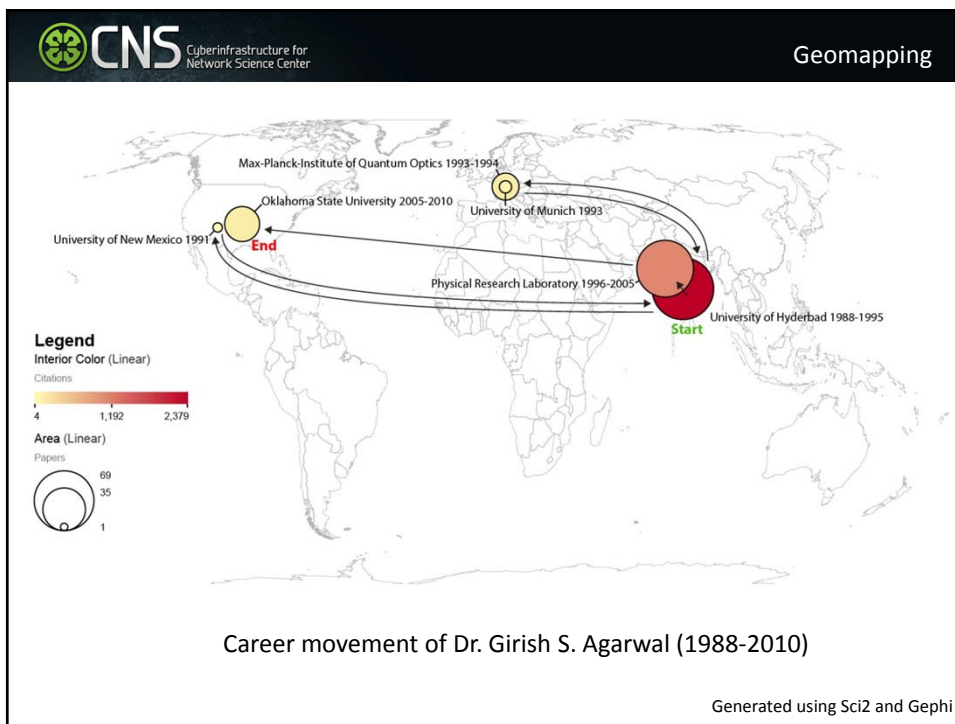 CNS
Cyberinfrastructure for
Network Science Center
Geomapping
Max-Planck-Institute of Quantum Optics 1993-1994
Oklahoma State University 2005-2010
University of Munich 1993
University of New Mexico 1991
End
Physical Research Laboratory 1996-2005
University of Hyderbad 1988-1995
Start
Legend
Interior Color (Linear)
Citations
4 1,192 2,379
Area (Linear)
Papers
69
35
1
Career movement of Dr. Girish S. Agarwal (1988-2010)
Generated using Sci2 and Gephi